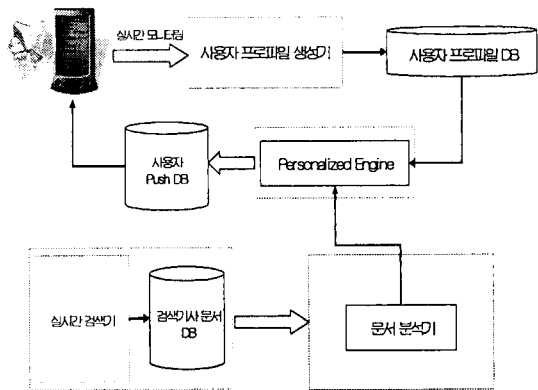 실시간 모니터링
사용자 프로파일 생성기
사용자 프로파일 DB
사용자
Push DB
Personalized Engine
실시간 검색기
검색기사 문서
DB
문서 분석기